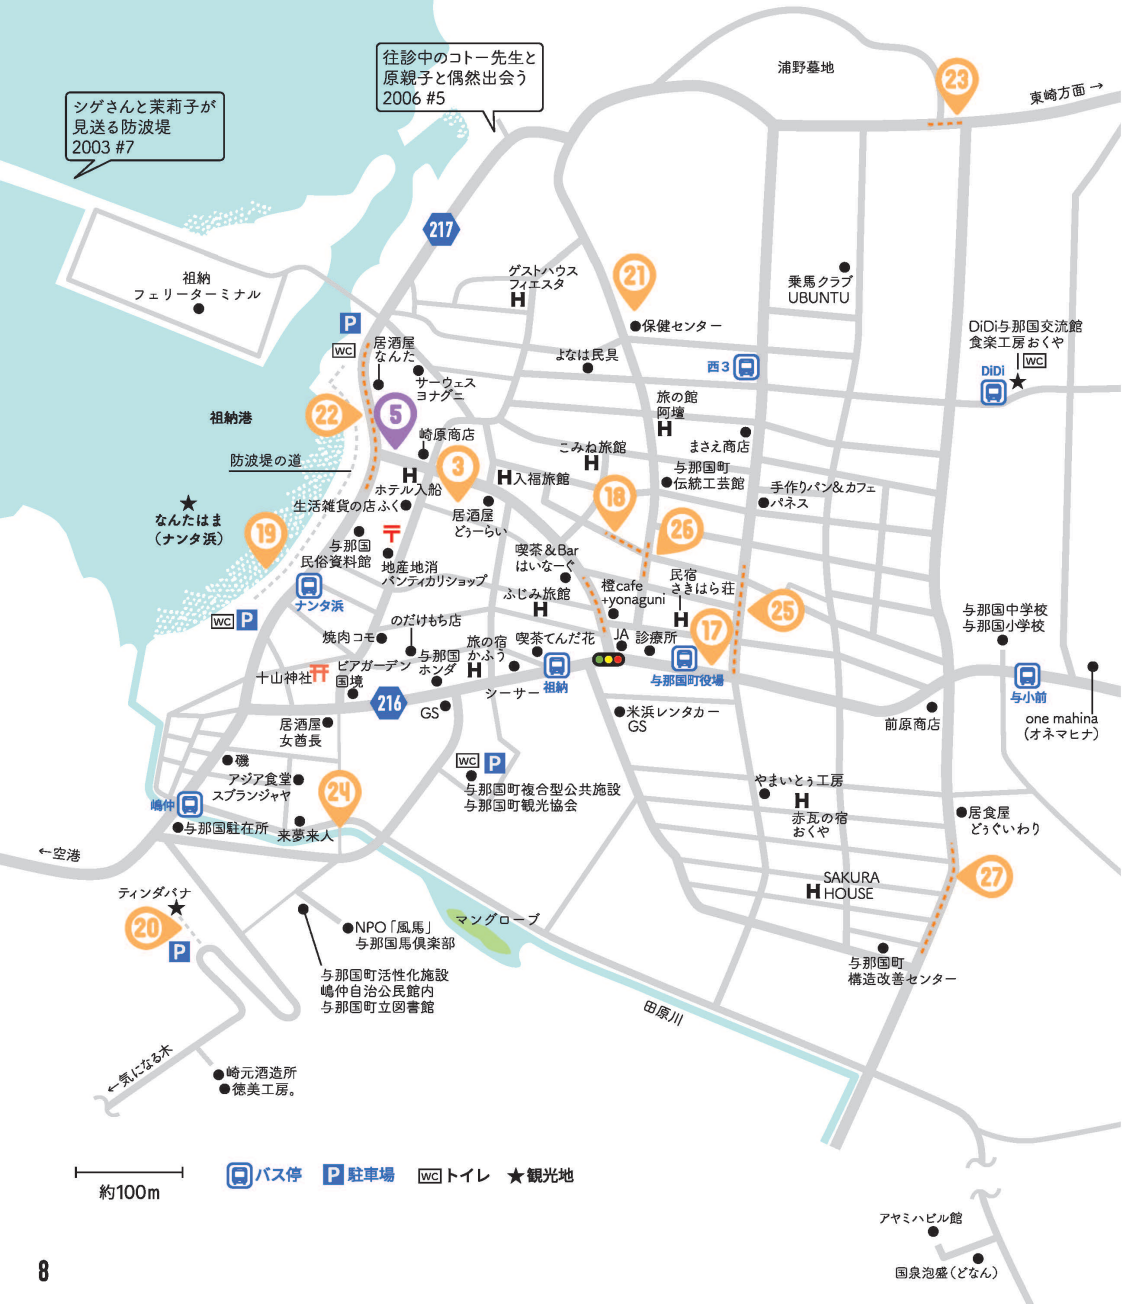 往診中のコトー先生と
原親子と偶然出会う
2006 #5
シゲさんと茉莉子が
見送る防波堤
2003 #7
浦野墓地
23
東崎方面→
217
祖納
フェリーターミナル
ゲストハウス
フィエスタ
H
21
保健センター
乗馬クラブ
UBUNTU
DiDi与那国交流館
食楽工房おくや
WC
DiDi
P
WC
居酒屋
なんた
サーウェス
ヨナグニ
よなは民具
西3
22
5
祖納港
崎原商店
旅の館
阿壇
H
まさえ商店
防波堤の道
3
こみね旅館
H
与那国町
伝統工芸館
手作りパン&カフェ
パネス
H
ホテル入船
H入福旅館
18
生活雑貨の店ふく
居酒屋
どぅーらい
26
なんたはま
(ナンタ浜)
19
与那国
民俗資料館
地産地消
パンティカリショップ
喫茶&Bar
はいなーぐ
ナンタ浜
ふじみ旅館
H
橙cafe
+yonaguni
民宿
さきはら荘
H
25
与那国中学校
与那国小学校
WC P
のだけもち店
焼肉コモ
旅の宿
かふう
H
喫茶てんだ花
JA
診療所
17
十山神社
ビアガーデン
国境
与那国
ホンダ
祖納
与那国町役場
与小前
216
GS
シーサー
米浜レンタカー
GS
前原商店
one mahina
(オネマヒナ)
居酒屋
女酋長
磯
アジア食堂
スブランジャヤ
24
WC P
与那国町複合型公共施設
与那国町観光協会
やまいとぅ工房
H
赤瓦の宿
おくや
嶋仲
与那国駐在所
来夢来人
居食屋
どぅぐいわり
←空港
ティンダバナ
20
P
SAKURA
H HOUSE
27
NPO「風馬」
与那国馬倶楽部
マングローブ
与那国町
構造改善センター
与那国町活性化施設
嶋仲自治公民館内
与那国町立図書館
田原川
←気になる木
崎元酒造所
徳美工房。
約100m
バス停
P 駐車場
WC トイレ
★観光地
アヤミハビル館
国泉泡盛(どなん)
8